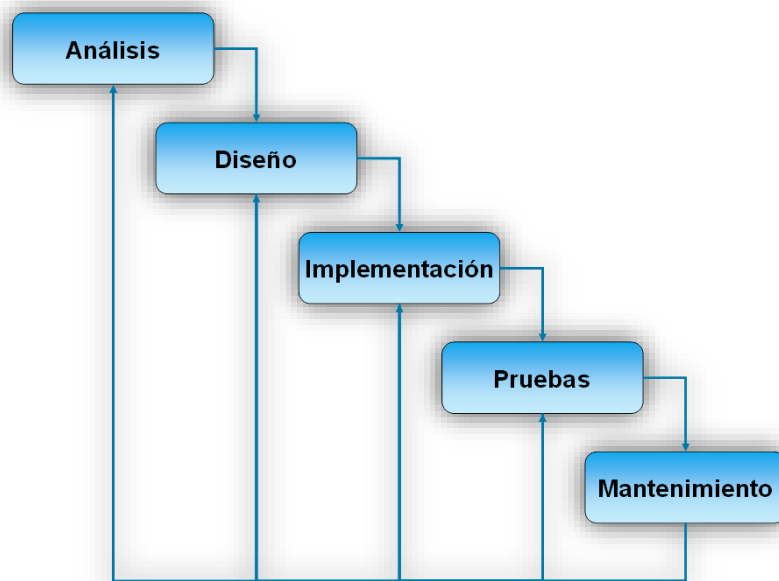 Análisis
Diseño
Implementación
Pruebas
Mantenimiento